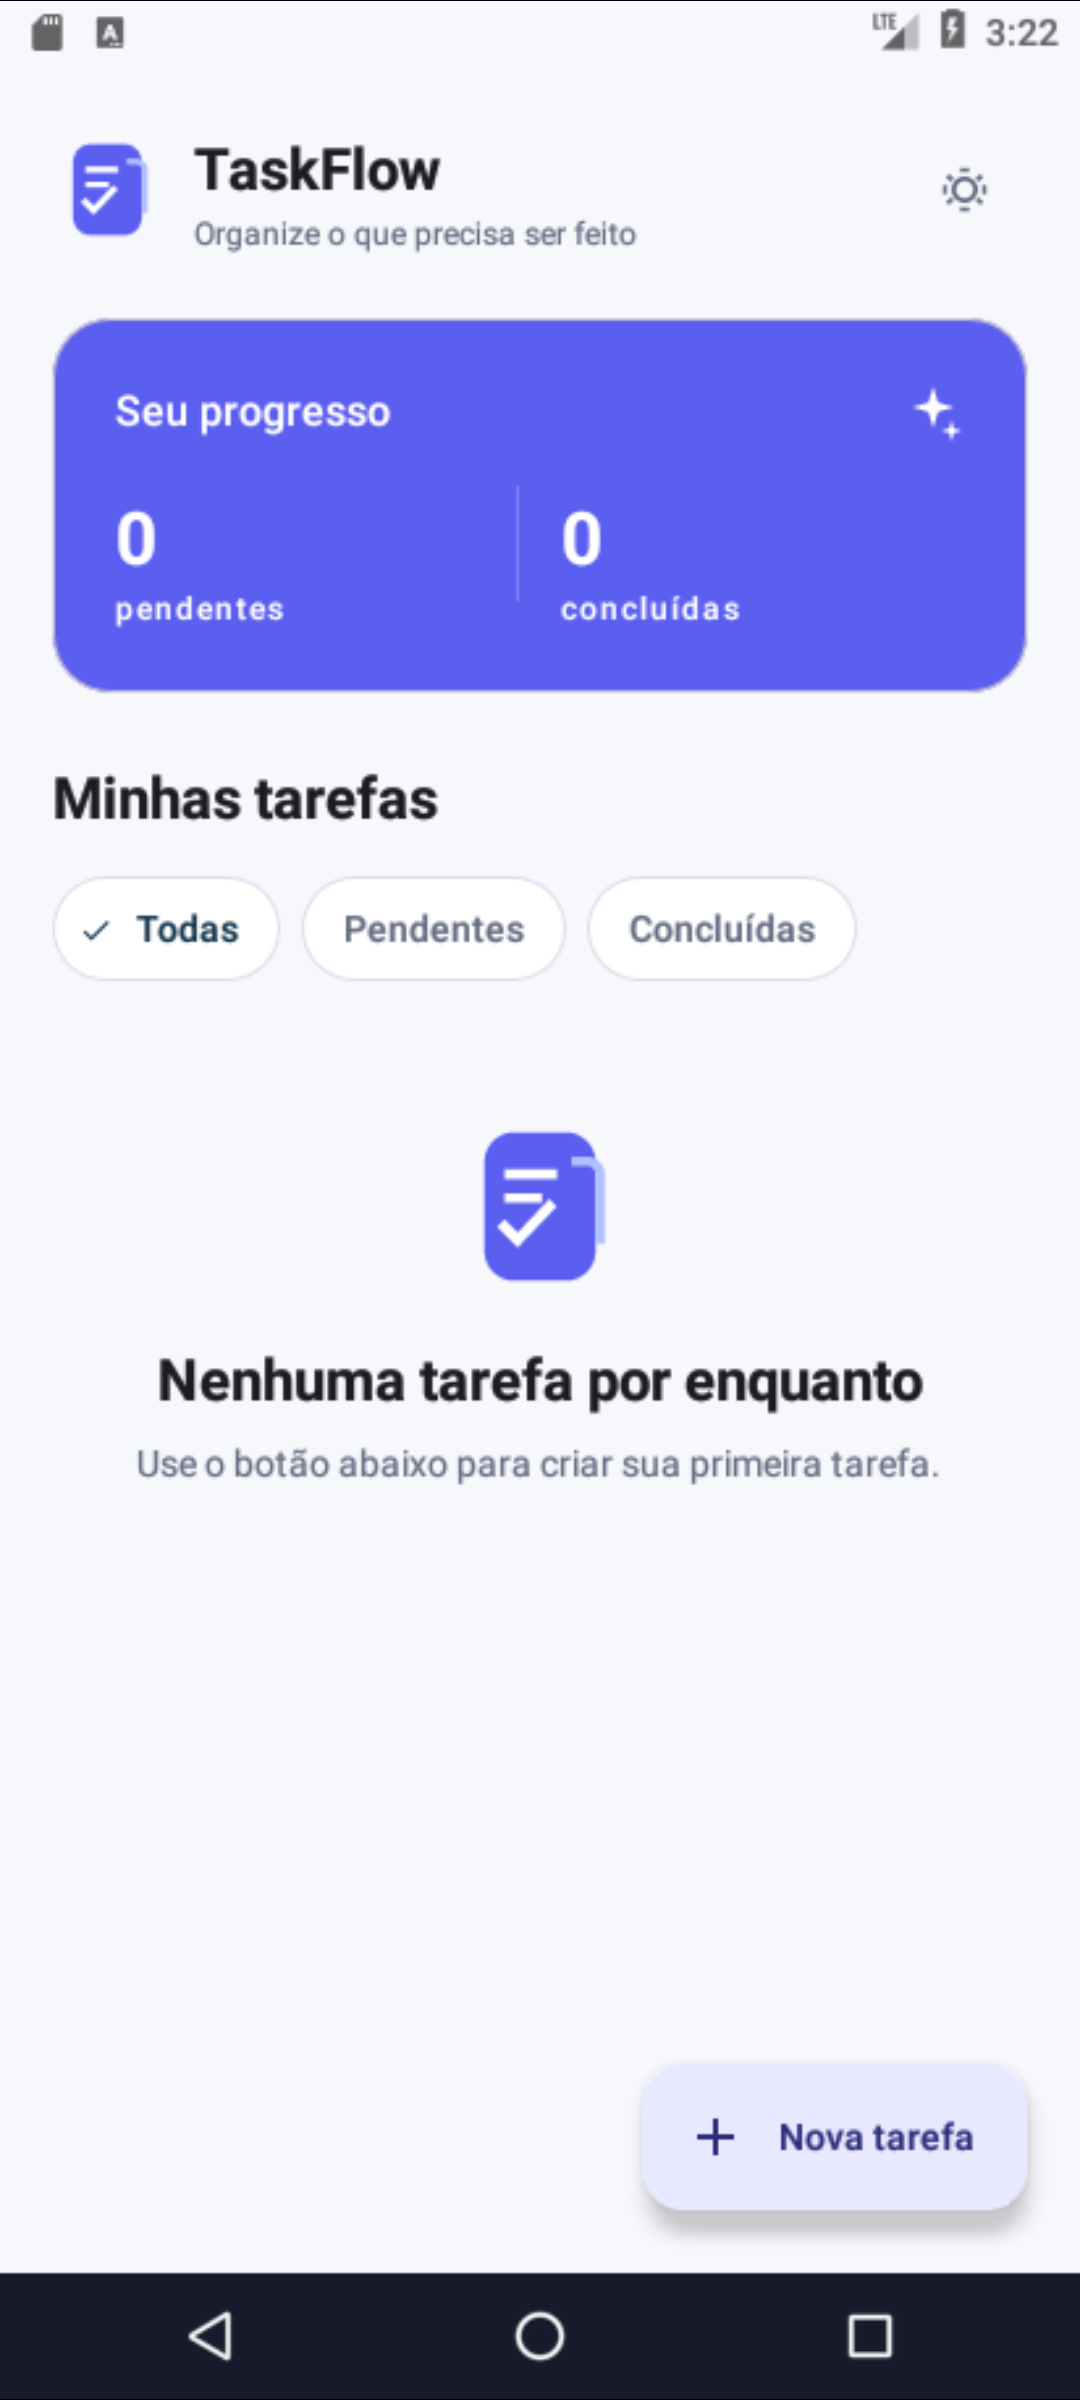 LTE 3:22
TaskFlow
Organize o que precisa ser feito
Seu progresso
0 0
pendentes concluídas
Minhas tarefas
Todas Pendentes Concluídas
Nenhuma tarefa por enquanto
Use o botão abaixo para criar sua primeira tarefa.
Nova tarefa